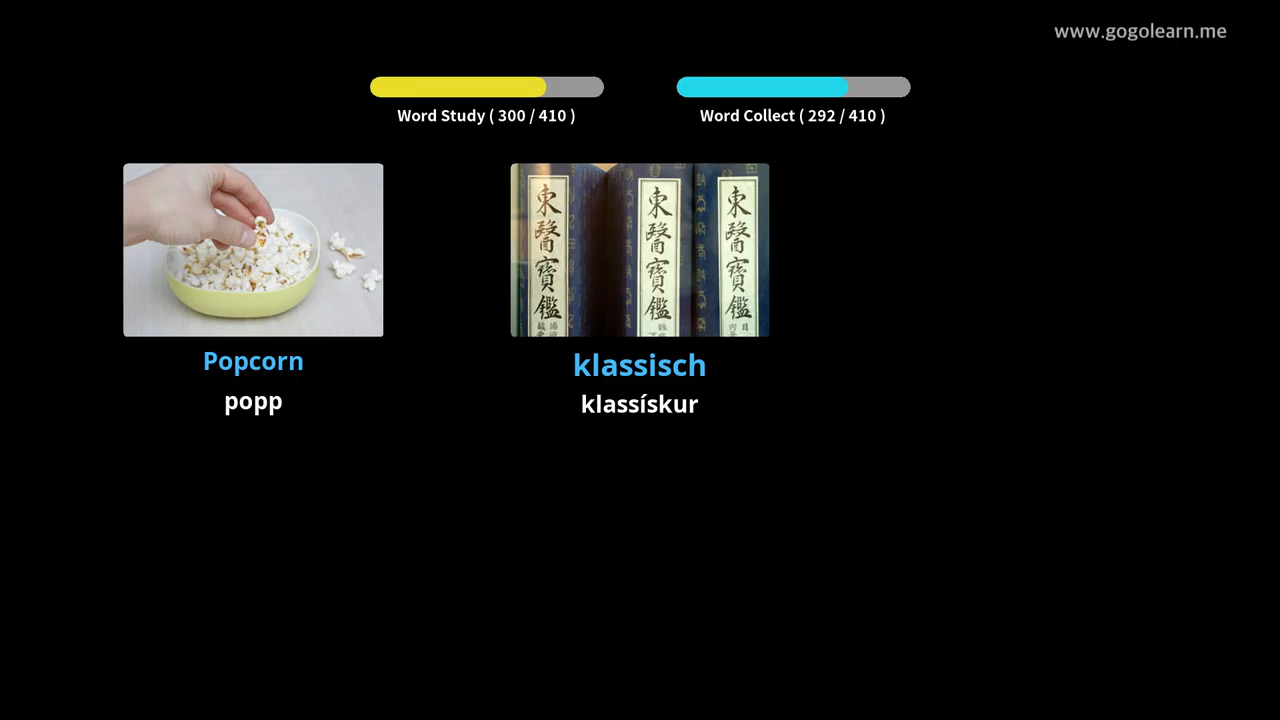 www.gogolearn.me
Word Study ( 300 / 410 )
Word Collect ( 292 / 410 )
東醫寶鑑
東醫寶鑑
東醫寶鑑
Popcorn
klassisch
popp
klassískur